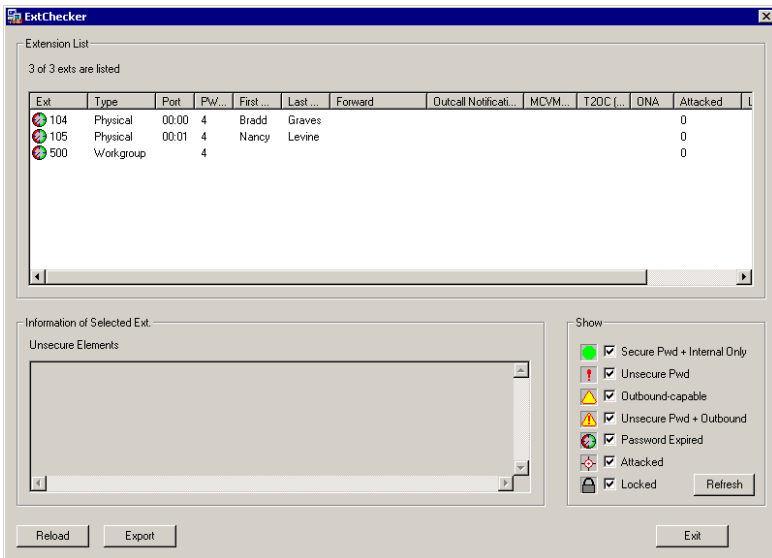 ExtChecker
Extension List
3 of 3 exts are listed
Ext Type Port PW... First ... Last ... Forward Outcall Notificati... MCVM... T2OC (... ONA Attacked L
104 Physical 00:00 4 Bradd Graves 0
105 Physical 00:01 4 Nancy Levine 0
500 Workgroup 4 0
Information of Selected Ext.
Unsecure Elements
Show
Secure Pwd + Internal Only
Unsecure Pwd
Outbound-capable
Unsecure Pwd + Outbound
Password Expired
Attacked
Locked
Refresh
Reload
Export
Exit